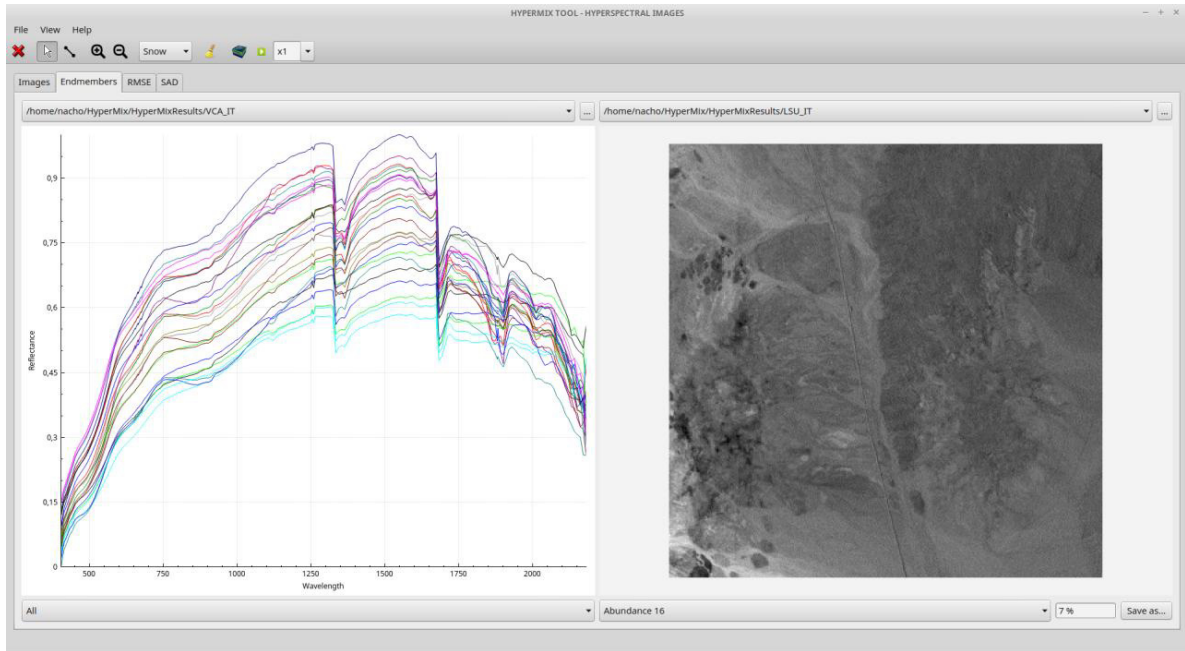 HYPERMIX TOOL - HYPERSPECTRAL IMAGES
File View Help
Snow x1
Images Endmembers RMSE SAD
/home/nacho/HyperMix/HyperMixResults/VCA_IT ... /home/nacho/HyperMix/HyperMixResults/LSU_IT ...
0,9
0,75
0,6
0,45
0,3
0,15
0
Reflectance
500 750 1000 1250 1500 1750 2000
Wavelength
All Abundance 16 7 % Save as...